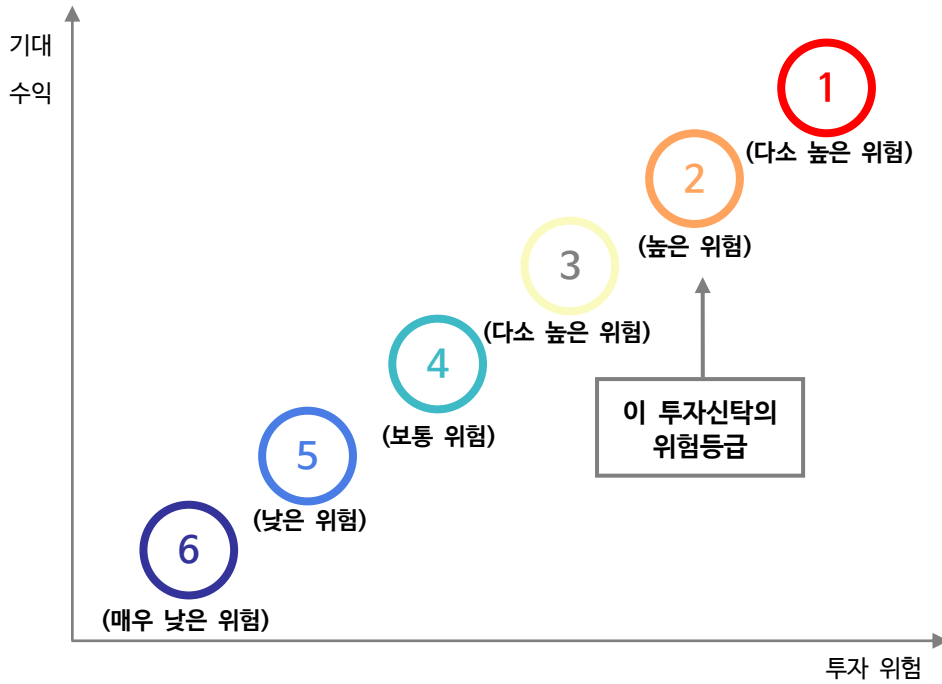 기대
수익
1
(다소 높은 위험)
2
(높은 위험)
3
(다소 높은 위험)
4
(보통 위험)
이 투자신탁의
위험등급
5
(낮은 위험)
6
(매우 낮은 위험)
투자 위험